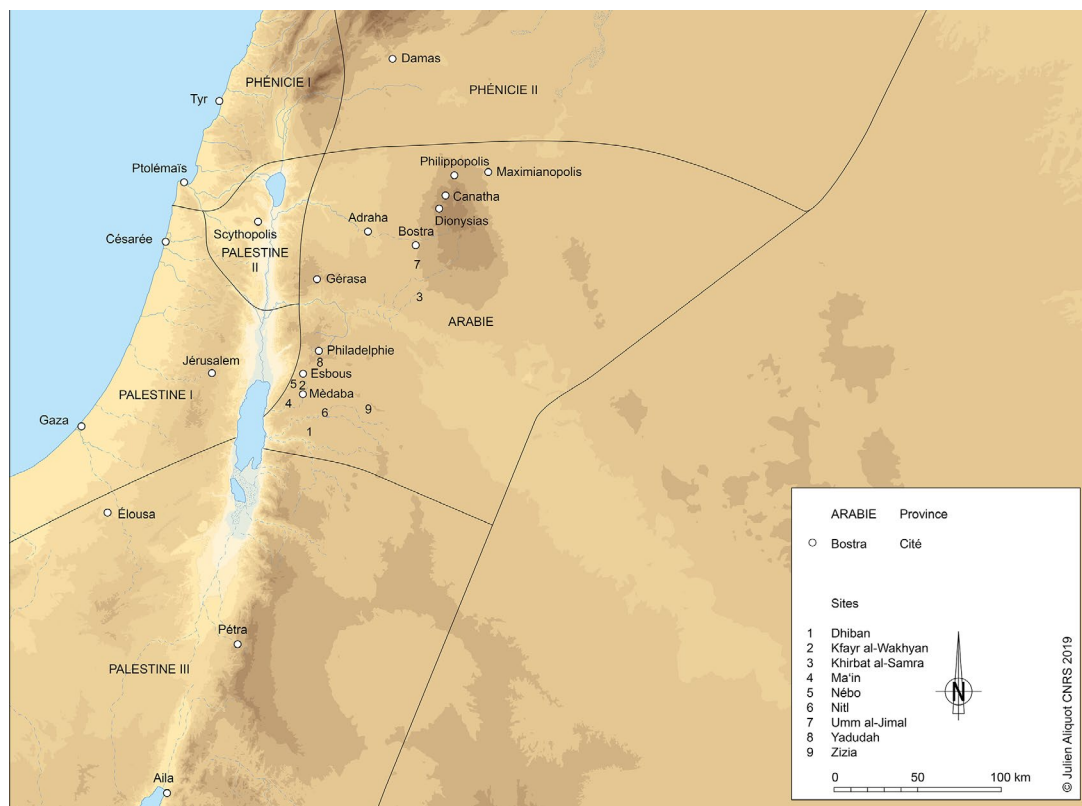 Damas
PHÉNICIE I
PHÉNICIE II
Tyr
Ptolémaïs
Philippopolis
Maximianopolis
Canatha
Dionysias
Adraha
Bostra
Scythopolis
PALESTINE
II
Césarée
7
Gérasa
3
ARABIE
Philadelphie
8
Jérusalem
Esbous
5
2
Mèdaba
PALESTINE I
4
6
9
Gaza
1
Élousa
Pétra
PALESTINE III
Aila
ARABIE Province
Bostra Cité
Sites
1 Dhiban
2 Kfayr al-Wakhyan
3 Khirbat al-Samra
4 Ma‘in
5 Nébo
6 Nitl
7 Umm al-Jimal
8 Yadudah
9 Zizia
N
0 50 100 km
© Julien Aliquot CNRS 2019